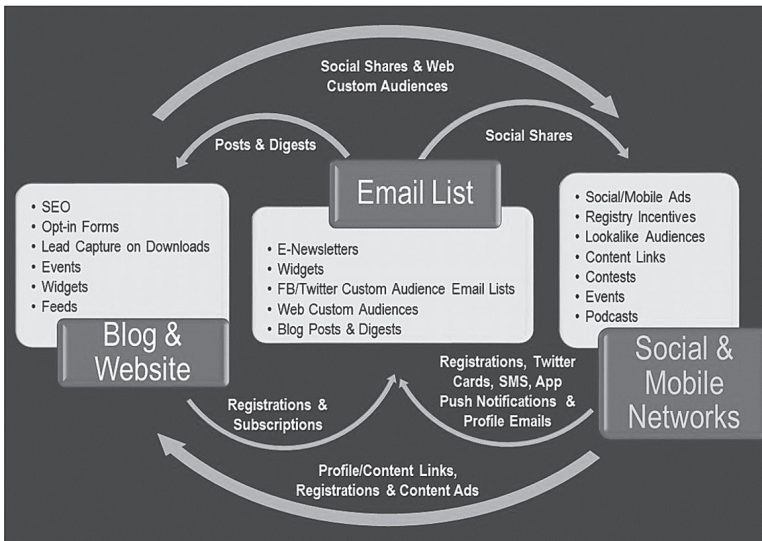 Social Shares & Web
Custom Audiences
Posts & Digests
Social Shares
Email List
• SEO
• Opt-in Forms
• Lead Capture on Downloads
• Events
• Widgets
• Feeds
Blog &
Website
• E-Newsletters
• Widgets
• FB/Twitter Custom Audience Email Lists
• Web Custom Audiences
• Blog Posts & Digests
• Social/Mobile Ads
• Registry Incentives
• Lookalike Audiences
• Content Links
• Contests
• Events
• Podcasts
Social &
Mobile
Networks
Registrations &
Subscriptions
Registrations, Twitter
Cards, SMS, App
Push Notifications &
Profile Emails
Profile/Content Links,
Registrations & Content Ads